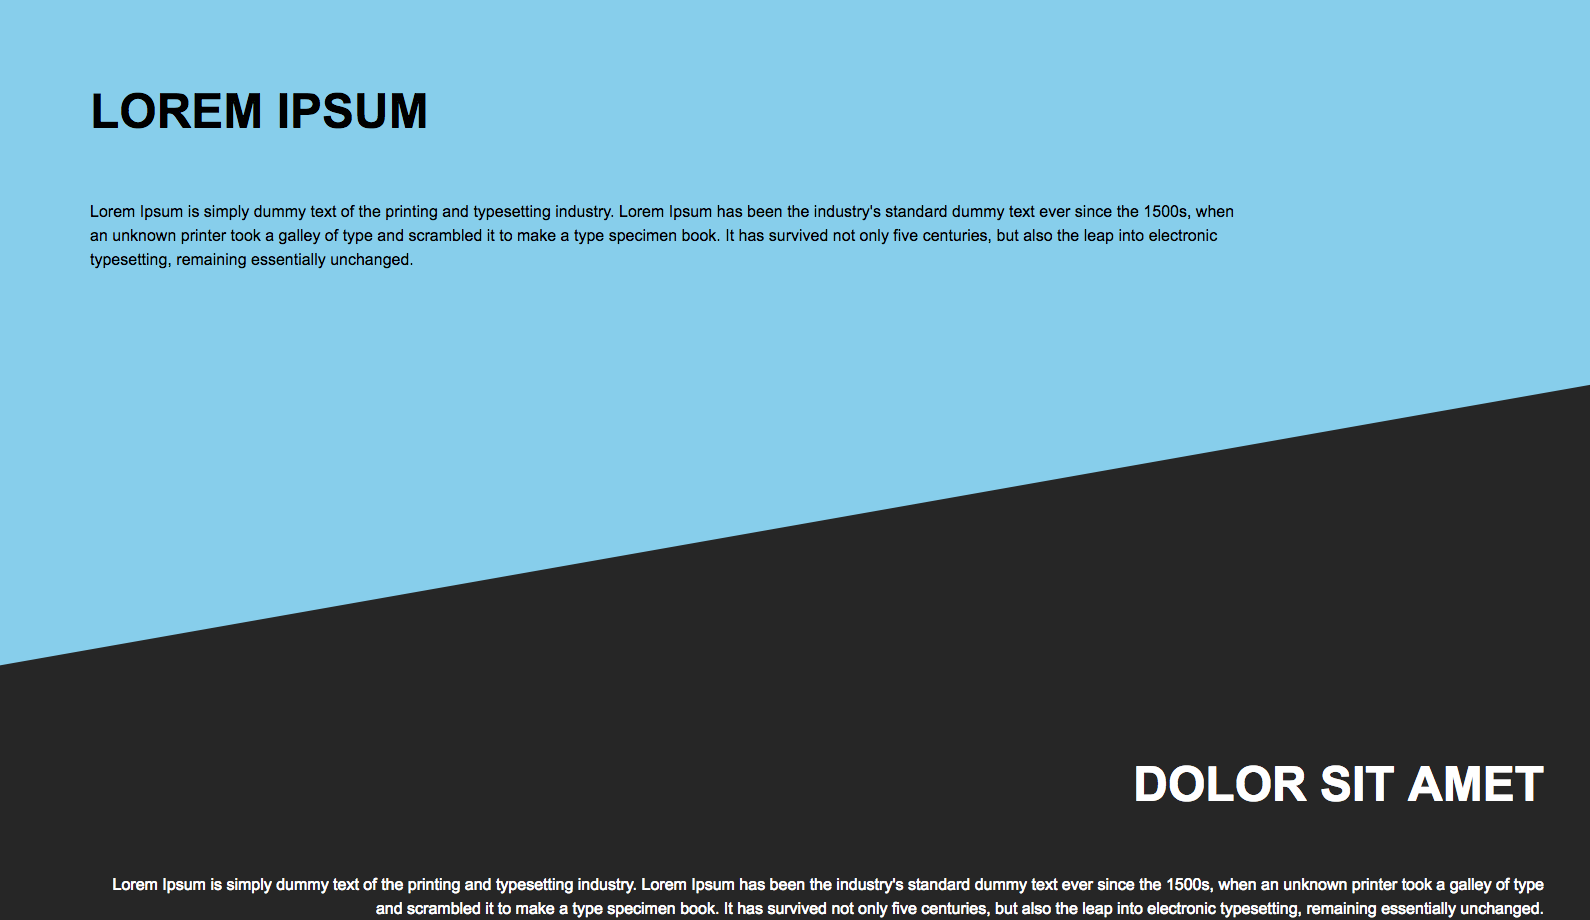 LOREM IPSUM
Lorem Ipsum is simply dummy text of the printing and typesetting industry. Lorem Ipsum has been the industry's standard dummy text ever since the 1500s, when
an unknown printer took a galley of type and scrambled it to make a type specimen book. It has survived not only five centuries, but also the leap into electronic
typesetting, remaining essentially unchanged.
DOLOR SIT AMET
Lorem Ipsum is simply dummy text of the printing and typesetting industry. Lorem Ipsum has been the industry's standard dummy text ever since the 1500s, when an unknown printer took a galley of type
and scrambled it to make a type specimen book. It has survived not only five centuries, but also the leap into electronic typesetting, remaining essentially unchanged.